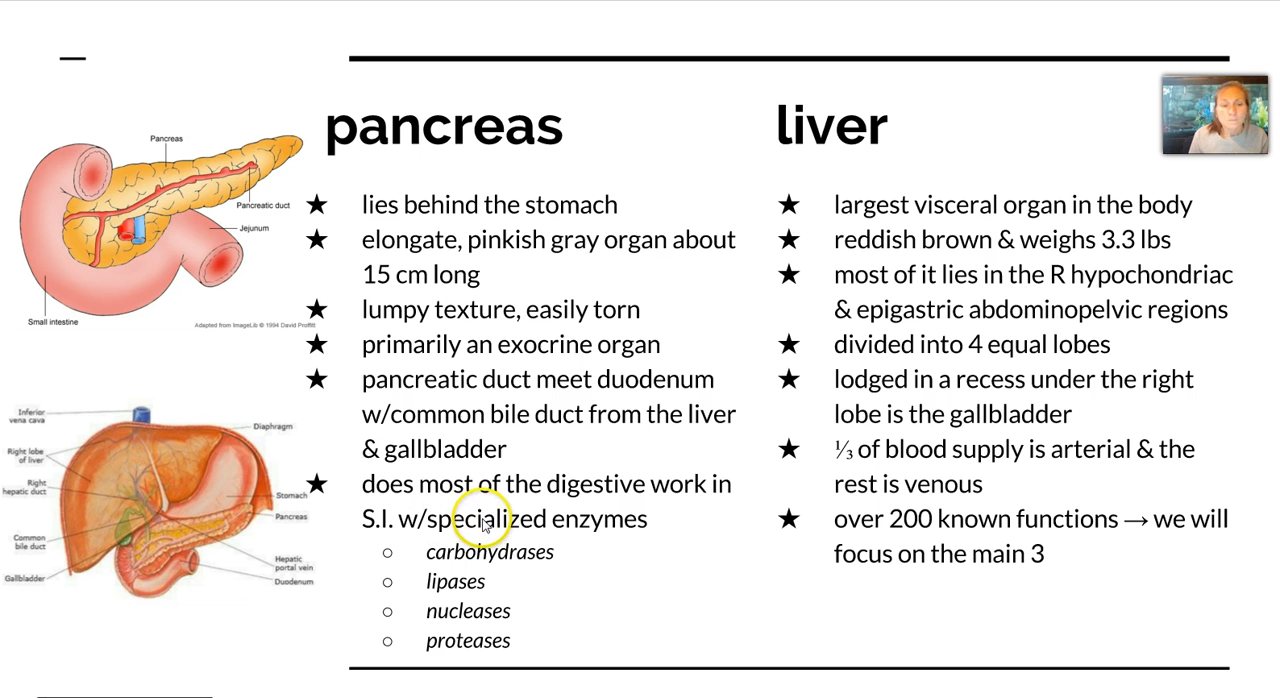 pancreas
★ lies behind the stomach
★ elongate, pinkish gray organ about
15 cm long
★ lumpy texture, easily torn
★ primarily an exocrine organ
★ pancreatic duct meet duodenum
w/common bile duct from the liver
& gallbladder
★ does most of the digestive work in
S.I. w/specialized enzymes
○ carbohydrases
○ lipases
○ nucleases
○ proteases
liver
★ largest visceral organ in the body
★ reddish brown & weighs 3.3 lbs
★ most of it lies in the R hypochondriac
& epigastric abdominopelvic regions
★ divided into 4 equal lobes
★ lodged in a recess under the right
lobe is the gallbladder
★ ⅓ of blood supply is arterial & the
rest is venous
★ over 200 known functions → we will
focus on the main 3
Pancreas
Pancreatic duct
Jejunum
Small intestine
Adapted from ImageLib © 1994 David Proffitt
Inferior
vena cava
Diaphragm
Right lobe
of liver
Right
hepatic duct
Stomach
Pancreas
Common
bile duct
Hepatic
portal vein
Gallbladder
Duodenum